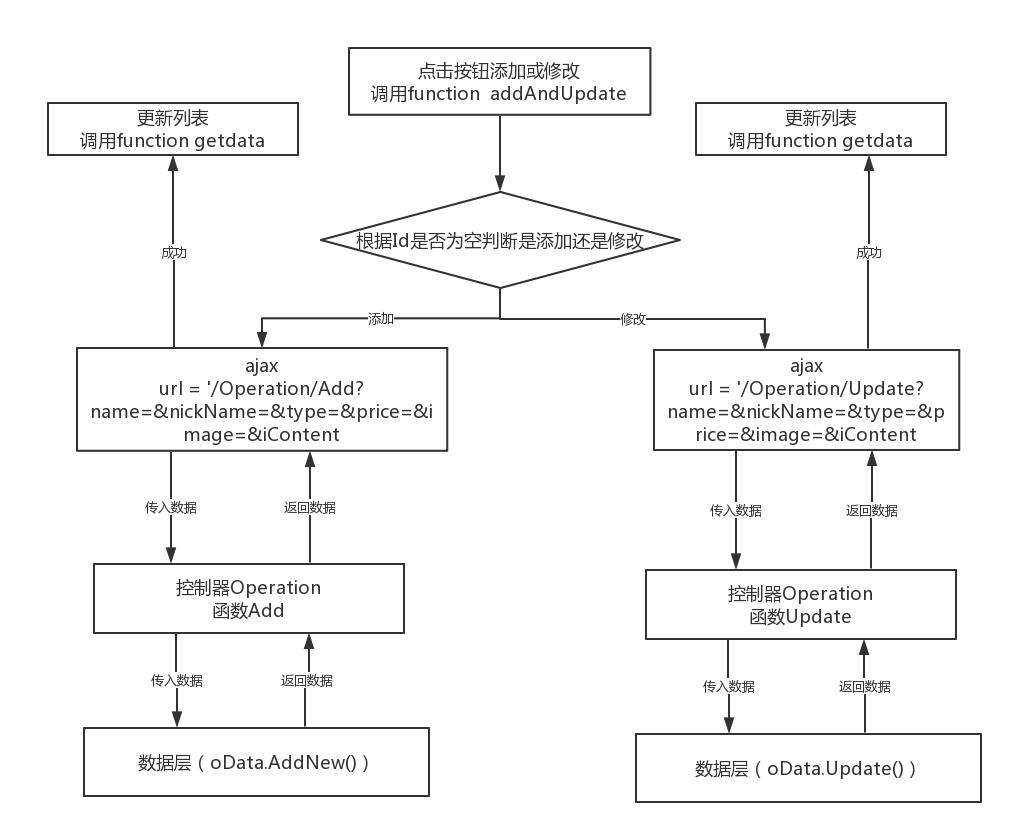 点击按钮添加或修改
调用function addAndUpdate
更新列表
调用function getdata
更新列表
调用function getdata
根据Id是否为空判断是添加还是修改
成功
成功
添加
修改
ajax
url = '/Operation/Add?
name=&nickName=&type=&price=&i
mage=&iContent
ajax
url = '/Operation/Update?
name=&nickName=&type=&p
rice=&image=&iContent
传入数据
返回数据
传入数据
返回数据
控制器Operation
函数Add
控制器Operation
函数Update
传入数据
返回数据
传入数据
返回数据
数据层（oData.AddNew()）
数据层（oData.Update()）